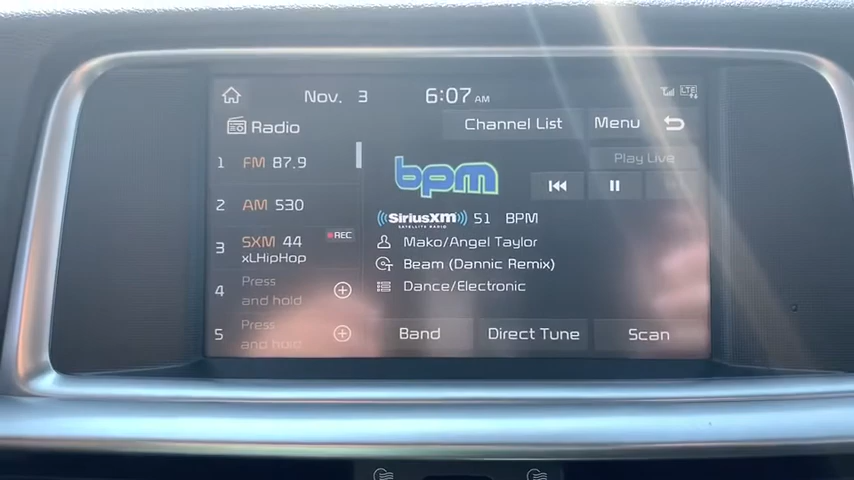 Nov. 3 6:07 AM LTE
Radio Channel List Menu
1 FM 87.9
Play Live
bpm
2 AM 530
SiriusXM 51 BPM
SATELLITE RADIO
3 SXM 44 REC
xLHipHop
Mako/Angel Taylor
Beam (Dannic Remix)
Dance/Electronic
4 Press
and hold
5 Press
and hold
Band Direct Tune Scan